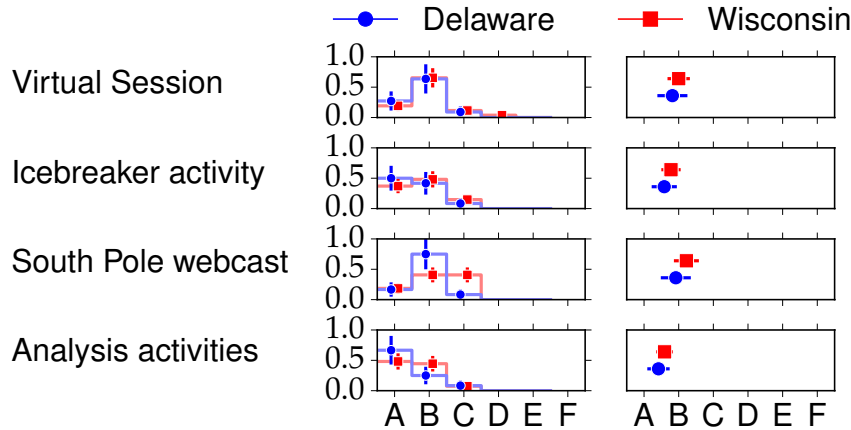 Delaware Wisconsin
Virtual Session
1.0
0.5
0.0
Icebreaker activity
1.0
0.5
0.0
South Pole webcast
1.0
0.5
0.0
Analysis activities
1.0
0.5
0.0
A B C D E F A B C D E F